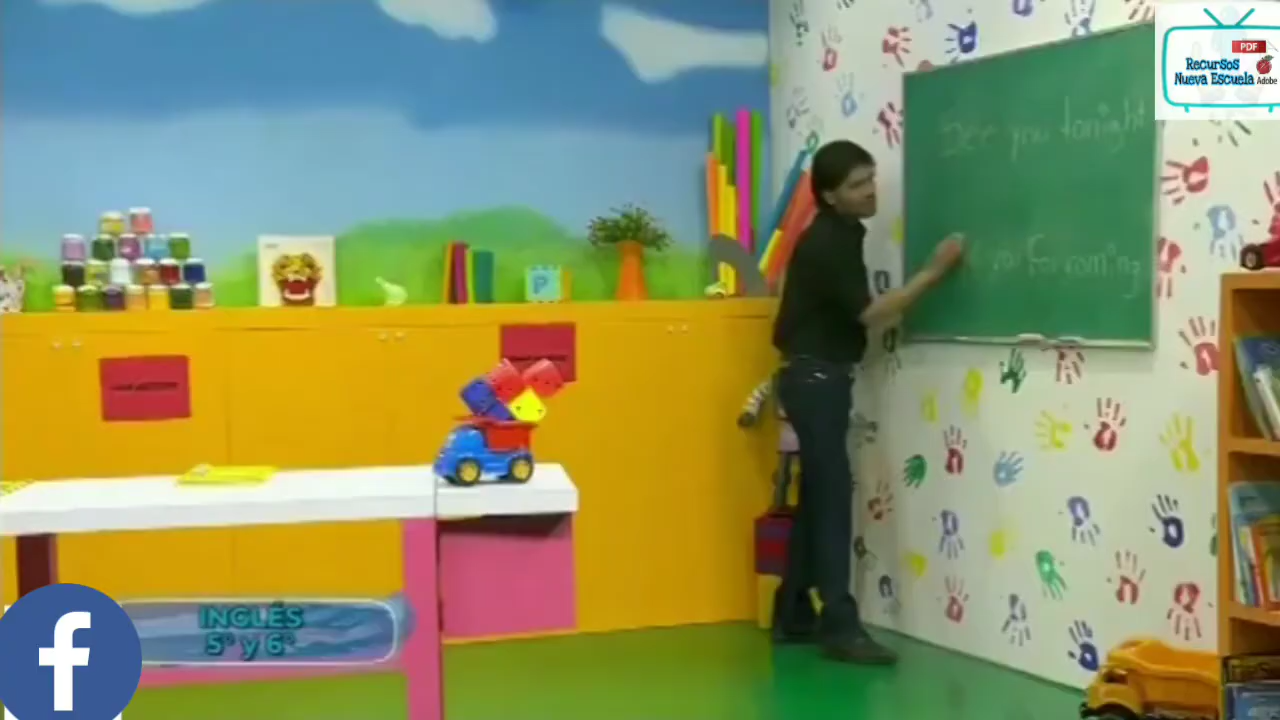 PDF
Recursos
Nueva Escuela Adobe
See you tonight
for coming
P
INGLÉS
5° y 6°
f